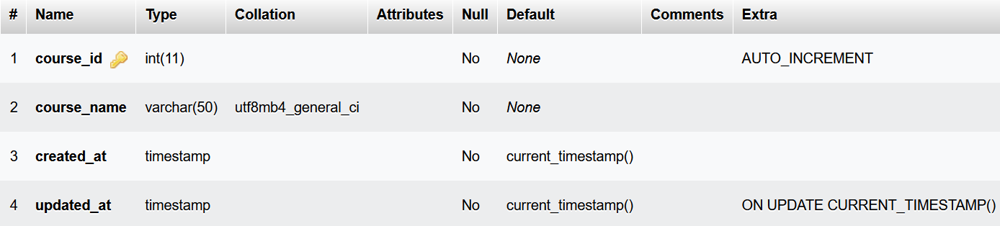 # Name Type Collation Attributes Null Default Comments Extra
1 course_id int(11) No None AUTO_INCREMENT
2 course_name varchar(50) utf8mb4_general_ci No None
3 created_at timestamp No current_timestamp()
4 updated_at timestamp No current_timestamp() ON UPDATE CURRENT_TIMESTAMP()